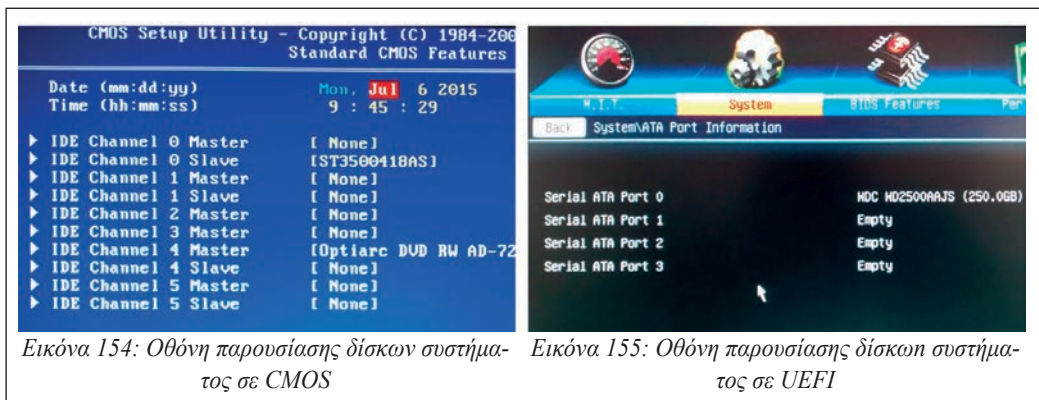 CMOS Setup Utility - Copyright (C) 1984-200
Standard CMOS Features
Date (mm:dd:yy) Mon, Jul 6 2015
Time (hh:mm:ss) 9 : 45 : 29
IDE Channel 0 Master [ None]
IDE Channel 0 Slave [ST3500418AS]
IDE Channel 1 Master [ None]
IDE Channel 1 Slave [ None]
IDE Channel 2 Master [ None]
IDE Channel 3 Master [ None]
IDE Channel 4 Master [Optiarc DVD RW AD-72
IDE Channel 4 Slave [ None]
IDE Channel 5 Master [ None]
IDE Channel 5 Slave [ None]
Εικόνα 154: Οθόνη παρουσίασης δίσκων συστήμα-
τος σε CMOS
M.I.T. System BIOS Features
Back System\ATA Port Information
Serial ATA Port 0 WDC WD2500AAJS (250.0GB)
Serial ATA Port 1 Empty
Serial ATA Port 2 Empty
Serial ATA Port 3 Empty
Εικόνα 155: Οθόνη παρουσίασης δίσκωn συστήμα-
τος σε UEFI